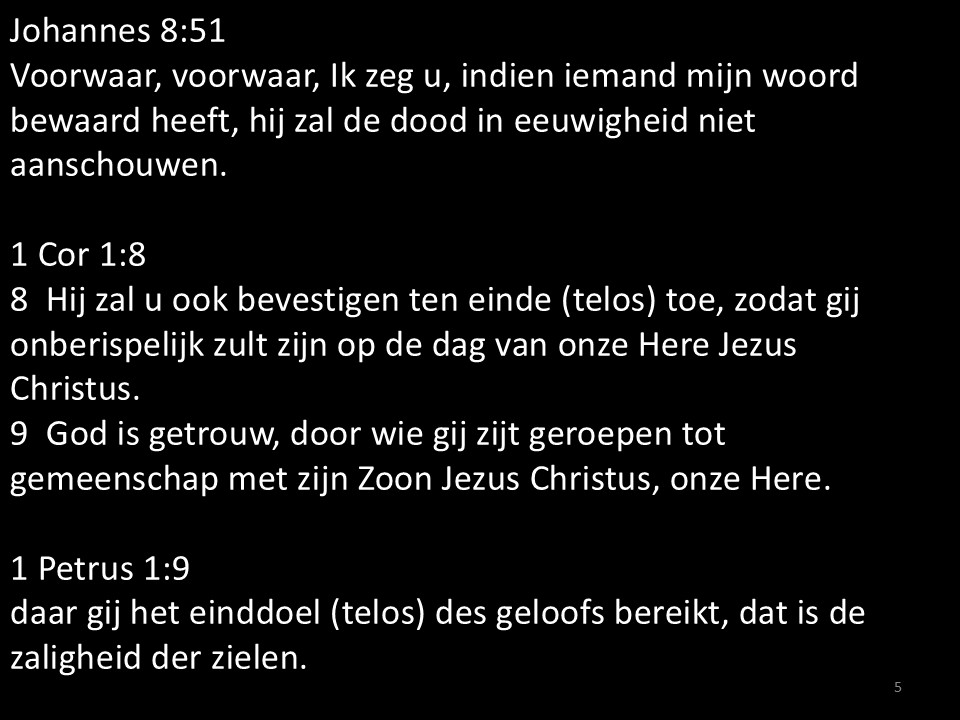 Johannes 8:51
Voorwaar, voorwaar, Ik zeg u, indien iemand mijn woord
bewaard heeft, hij zal de dood in eeuwigheid niet
aanschouwen.
1 Cor 1:8
8  Hij zal u ook bevestigen ten einde (telos) toe, zodat gij
onberispelijk zult zijn op de dag van onze Here Jezus
Christus.
9  God is getrouw, door wie gij zijt geroepen tot
gemeenschap met zijn Zoon Jezus Christus, onze Here.
1 Petrus 1:9
daar gij het einddoel (telos) des geloofs bereikt, dat is de
zaligheid der zielen.
5